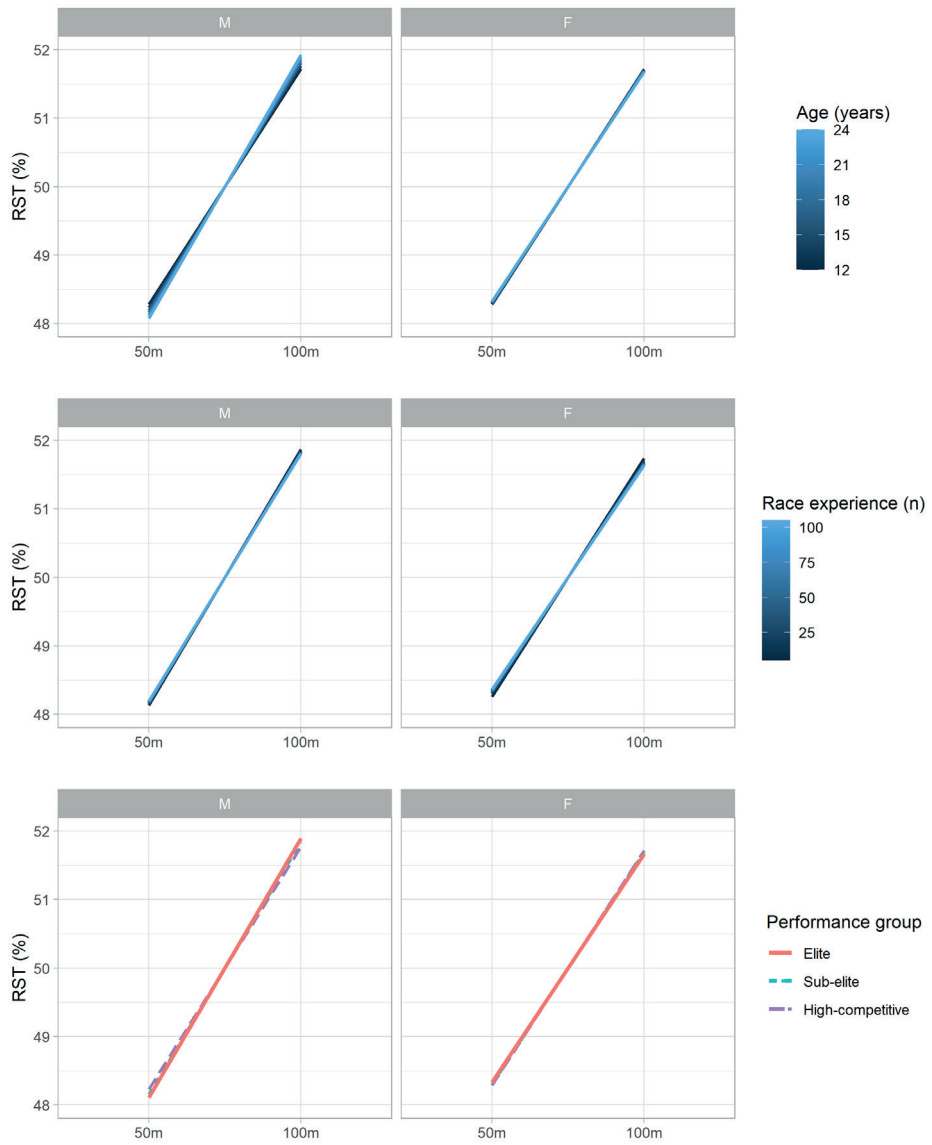 M F
52
51
50
49
48
RST (%)
50m 100m 50m 100m
Age (years)
24
21
18
15
12
M F
52
51
50
49
48
RST (%)
50m 100m 50m 100m
Race experience (n)
100
75
50
25
M F
52
51
50
49
48
RST (%)
50m 100m 50m 100m
Performance group
Elite
Sub-elite
High-competitive